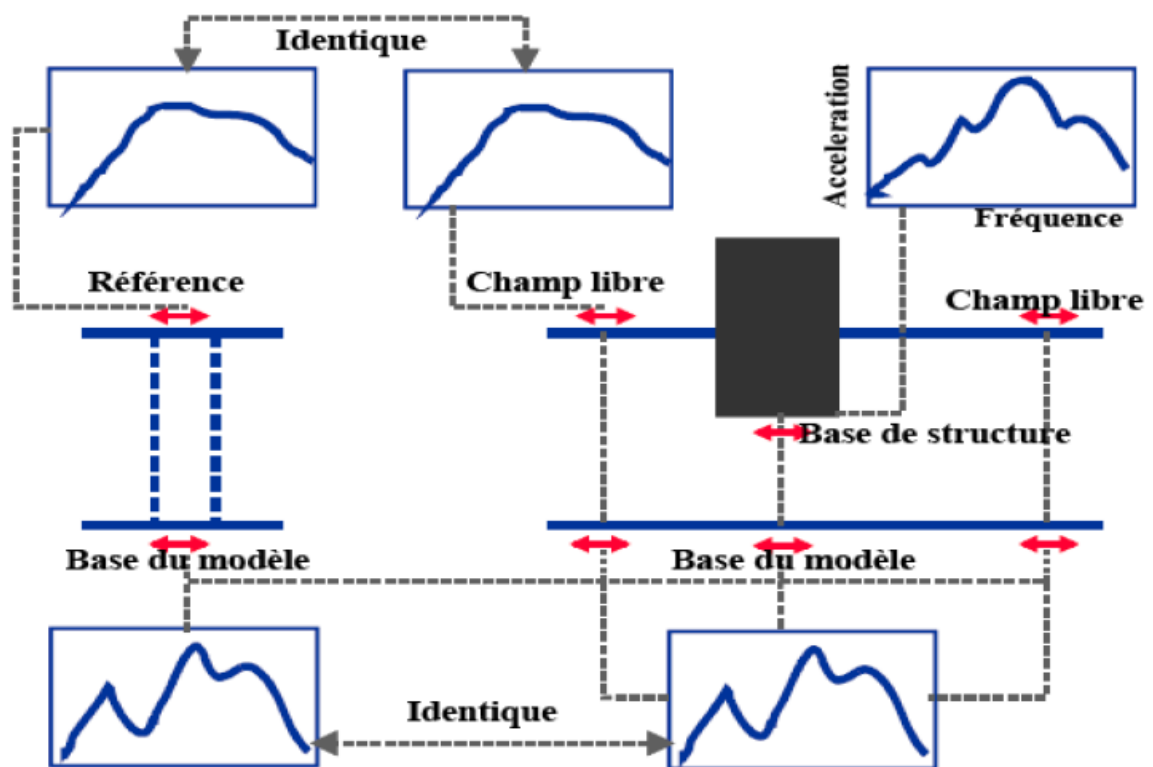 Identique
Acceleration
Fréquence
Référence
Champ libre
Champ libre
Base de structure
Base du modèle
Base du modèle
Identique